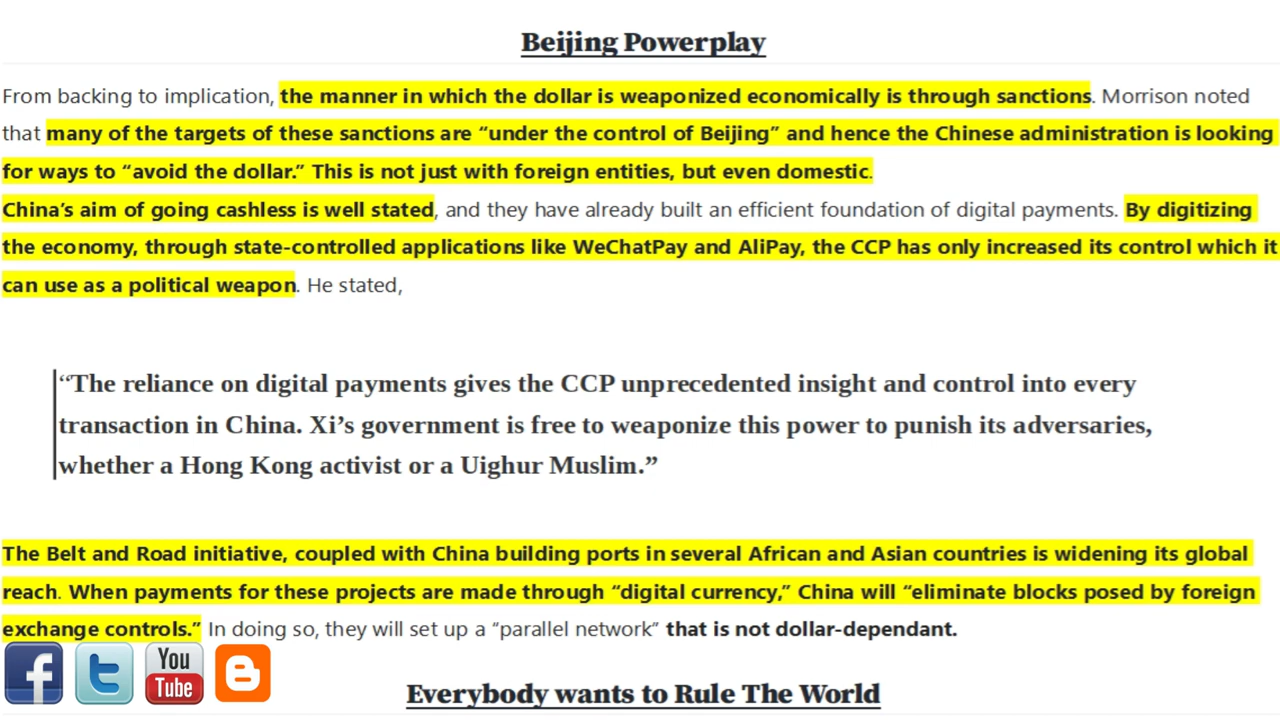 Beijing Powerplay
From backing to implication, the manner in which the dollar is weaponized economically is through sanctions. Morrison noted
that many of the targets of these sanctions are “under the control of Beijing” and hence the Chinese administration is looking
for ways to “avoid the dollar.” This is not just with foreign entities, but even domestic.
China’s aim of going cashless is well stated, and they have already built an efficient foundation of digital payments. By digitizing
the economy, through state-controlled applications like WeChatPay and AliPay, the CCP has only increased its control which it
can use as a political weapon. He stated,
“The reliance on digital payments gives the CCP unprecedented insight and control into every
transaction in China. Xi’s government is free to weaponize this power to punish its adversaries,
whether a Hong Kong activist or a Uighur Muslim.”
The Belt and Road initiative, coupled with China building ports in several African and Asian countries is widening its global
reach. When payments for these projects are made through “digital currency,” China will “eliminate blocks posed by foreign
exchange controls.” In doing so, they will set up a “parallel network” that is not dollar-dependant.
You
Tube
Everybody wants to Rule The World